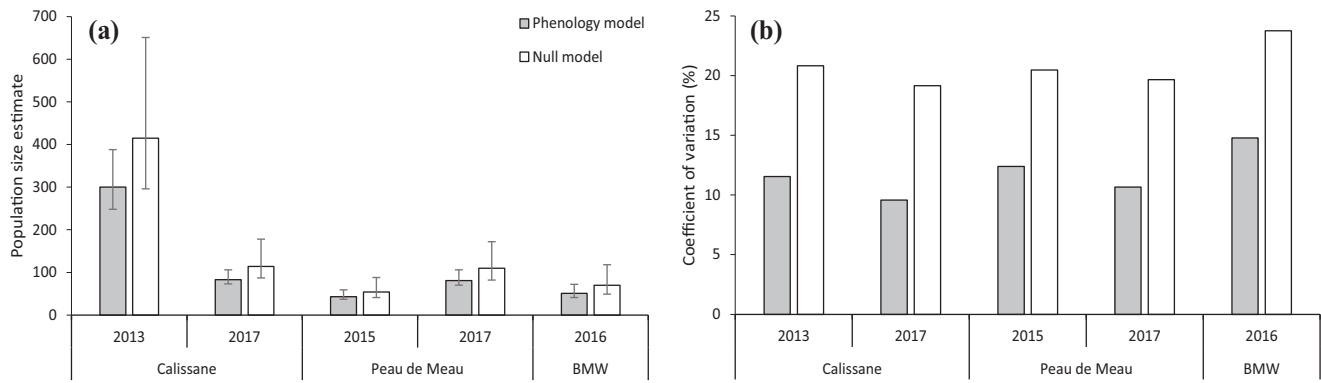 (a)
Population size estimate
700
600
500
400
300
200
100
0
Phenology model
Null model
2013
2017
2015
2017
2016
Calissane
Peau de Meau
BMW
(b)
Coefficient of variation (%)
25
20
15
10
5
0
2013
2017
2015
2017
2016
Calissane
Peau de Meau
BMW